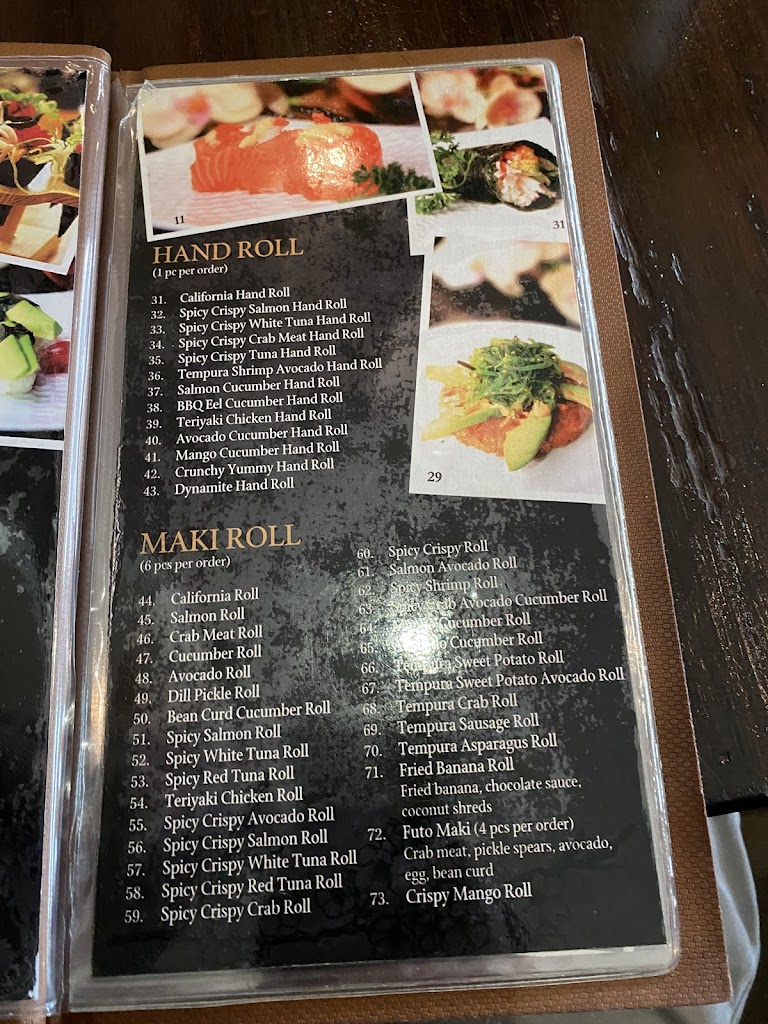 11
31
HAND ROLL
(1 pc per order)
31. California Hand Roll
32. Spicy Crispy Salmon Hand Roll
33. Spicy Crispy White Tuna Hand Roll
34. Spicy Crispy Crab Meat Hand Roll
35. Spicy Crispy Tuna Hand Roll
36. Tempura Shrimp Avocado Hand Roll
37. Salmon Cucumber Hand Roll
38. BBQ Eel Cucumber Hand Roll
39. Teriyaki Chicken Hand Roll
40. Avocado Cucumber Hand Roll
41. Mango Cucumber Hand Roll
42. Crunchy Yummy Hand Roll
43. Dynamite Hand Roll
29
MAKI ROLL
(6 pcs per order)
44. California Roll
45. Salmon Roll
46. Crab Meat Roll
47. Cucumber Roll
48. Avocado Roll
49. Dill Pickle Roll
50. Bean Curd Cucumber Roll
51. Spicy Salmon Roll
52. Spicy White Tuna Roll
53. Spicy Red Tuna Roll
54. Teriyaki Chicken Roll
55. Spicy Crispy Avocado Roll
56. Spicy Crispy Salmon Roll
57. Spicy Crispy White Tuna Roll
58. Spicy Crispy Red Tuna Roll
59. Spicy Crispy Crab Roll
60. Spicy Crispy Roll
61. Salmon Avocado Roll
62. Spicy Shrimp Roll
63. Spicy Crab Avocado Cucumber Roll
64. Cucumber Roll
65. Cucumber Roll
66. Tempura Sweet Potato Roll
67. Tempura Sweet Potato Avocado Roll
68. Tempura Crab Roll
69. Tempura Sausage Roll
70. Tempura Asparagus Roll
71. Fried Banana Roll
Fried banana, chocolate sauce,
coconut shreds
72. Futo Maki (4 pcs per order)
Crab meat, pickle spears, avocado,
egg, bean curd
73. Crispy Mango Roll